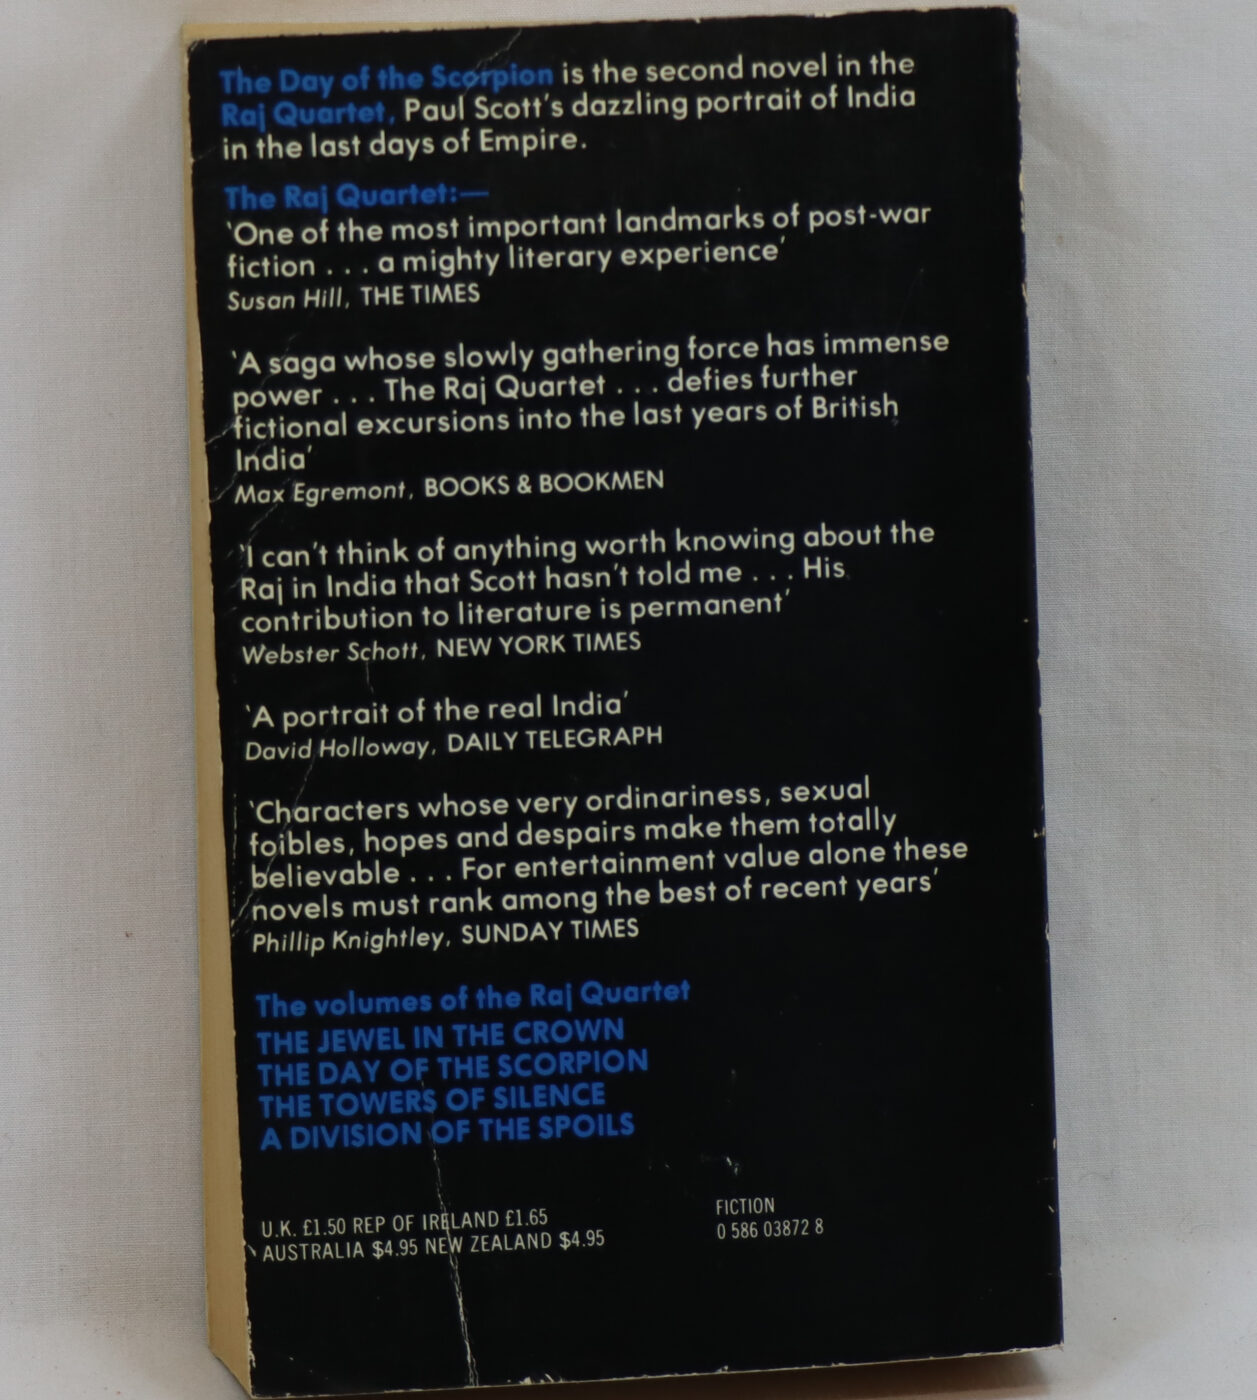 The Day of the Scorpion is the second novel in the
Raj Quartet, Paul Scott's dazzling portrait of India
in the last days of Empire.
The Raj Quartet:—
'One of the most important landmarks of post-war
fiction . . . a mighty literary experience'
Susan Hill, THE TIMES
'A saga whose slowly gathering force has immense
power . . . The Raj Quartet . . . defies further
fictional excursions into the last years of British
India'
Max Egremont, BOOKS & BOOKMEN
'I can't think of anything worth knowing about the
Raj in India that Scott hasn't told me . . . His
contribution to literature is permanent'
Webster Schott, NEW YORK TIMES
'A portrait of the real India'
David Holloway, DAILY TELEGRAPH
'Characters whose very ordinariness, sexual
foibles, hopes and despairs make them totally
believable . . . For entertainment value alone these
novels must rank among the best of recent years'
Phillip Knightley, SUNDAY TIMES
The volumes of the Raj Quartet
THE JEWEL IN THE CROWN
THE DAY OF THE SCORPION
THE TOWERS OF SILENCE
A DIVISION OF THE SPOILS
U.K. £1.50 REP OF IRELAND £1.65
AUSTRALIA $4.95 NEW ZEALAND $4.95
FICTION
0 586 03872 8